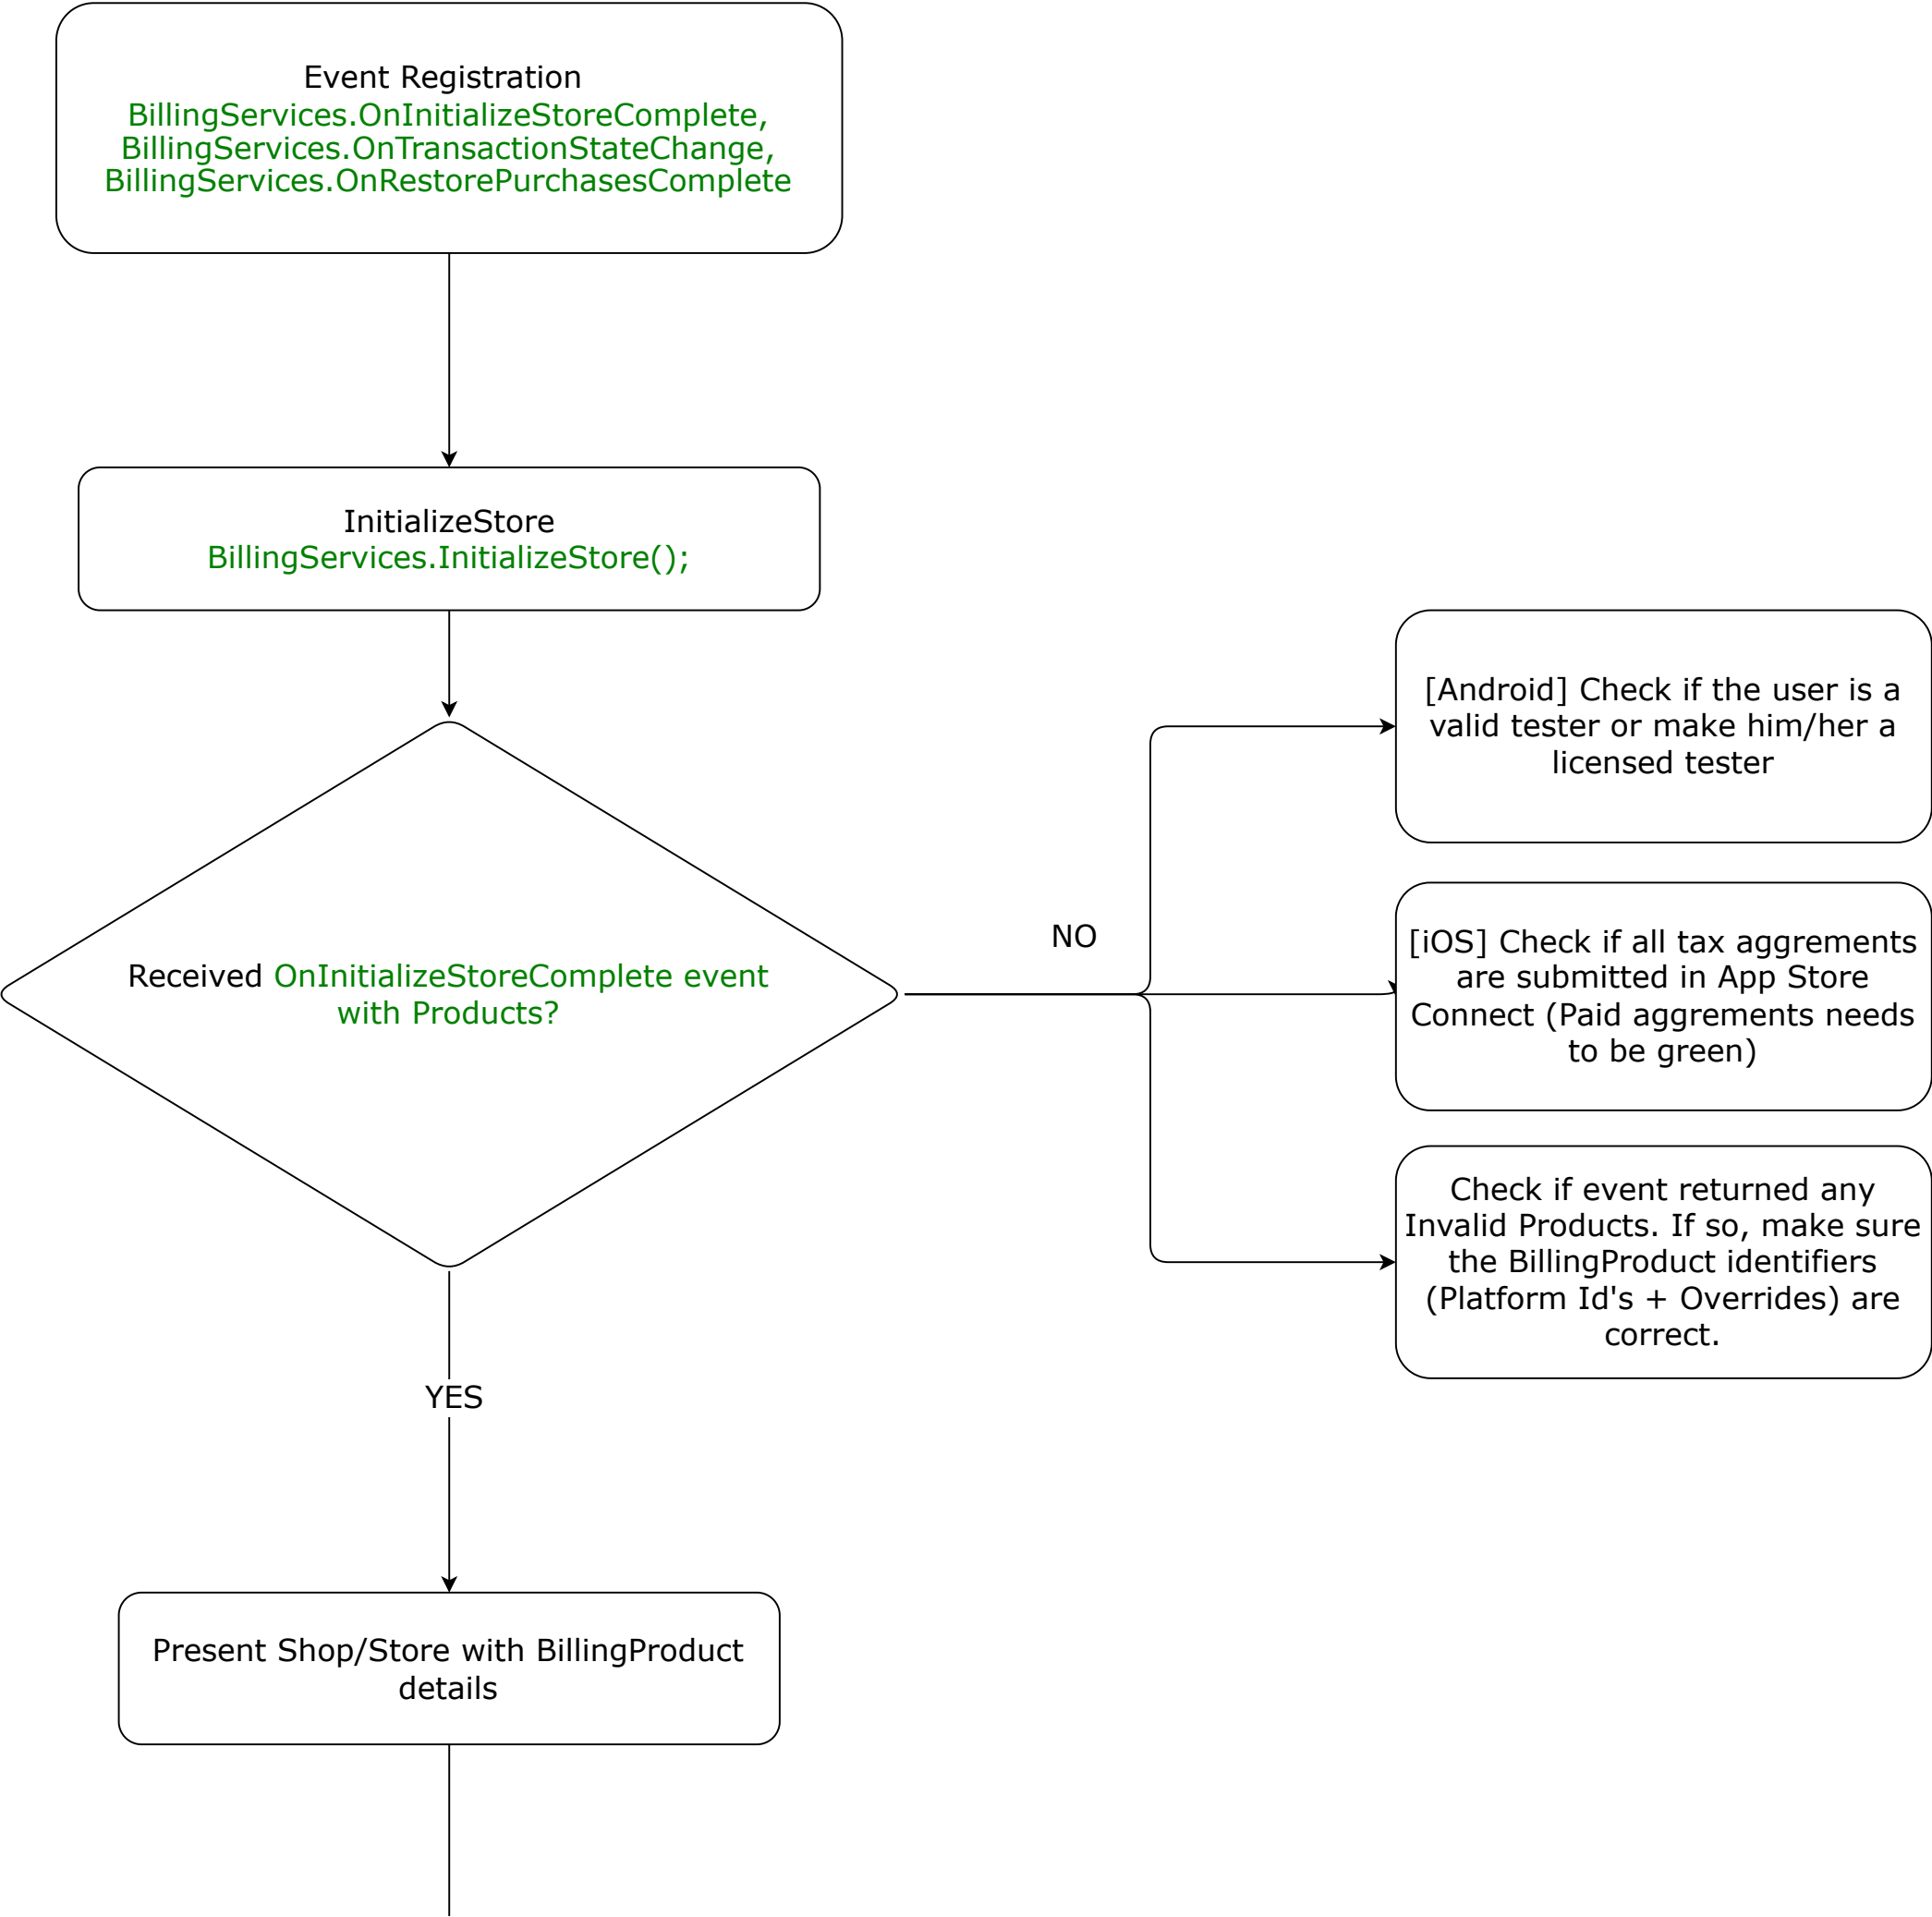 Event Registration
BillingServices.OnInitializeStoreComplete,
BillingServices.OnTransactionStateChange,
BillingServices.OnRestorePurchasesComplete
InitializeStore
BillingServices.InitializeStore();
Received OnInitializeStoreComplete event
with Products?
NO
[Android] Check if the user is a
valid tester or make him/her a
licensed tester
[iOS] Check if all tax aggrements
are submitted in App Store
Connect (Paid aggrements needs
to be green)
Check if event returned any
Invalid Products. If so, make sure
the BillingProduct identifiers
(Platform Id's + Overrides) are
correct.
YES
Present Shop/Store with BillingProduct
details